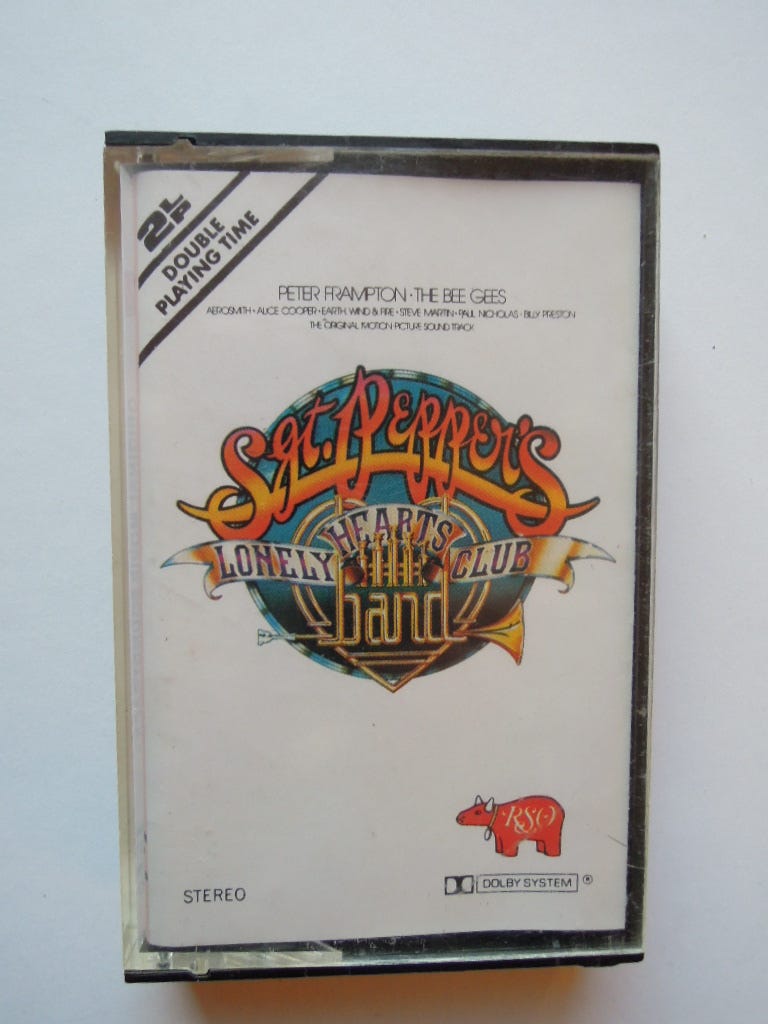 2LP
DOUBLE
PLAYING TIME
PETER FRAMPTON · THE BEE GEES
AEROSMITH · ALICE COOPER · EARTH, WIND & FIRE · STEVE MARTIN · PAUL NICHOLAS · BILLY PRESTON
THE ORIGINAL MOTION PICTURE SOUND TRACK
Sgt. Pepper's
LONELY HEARTS CLUB
band
RSO
STEREO
DOLBY SYSTEM ®